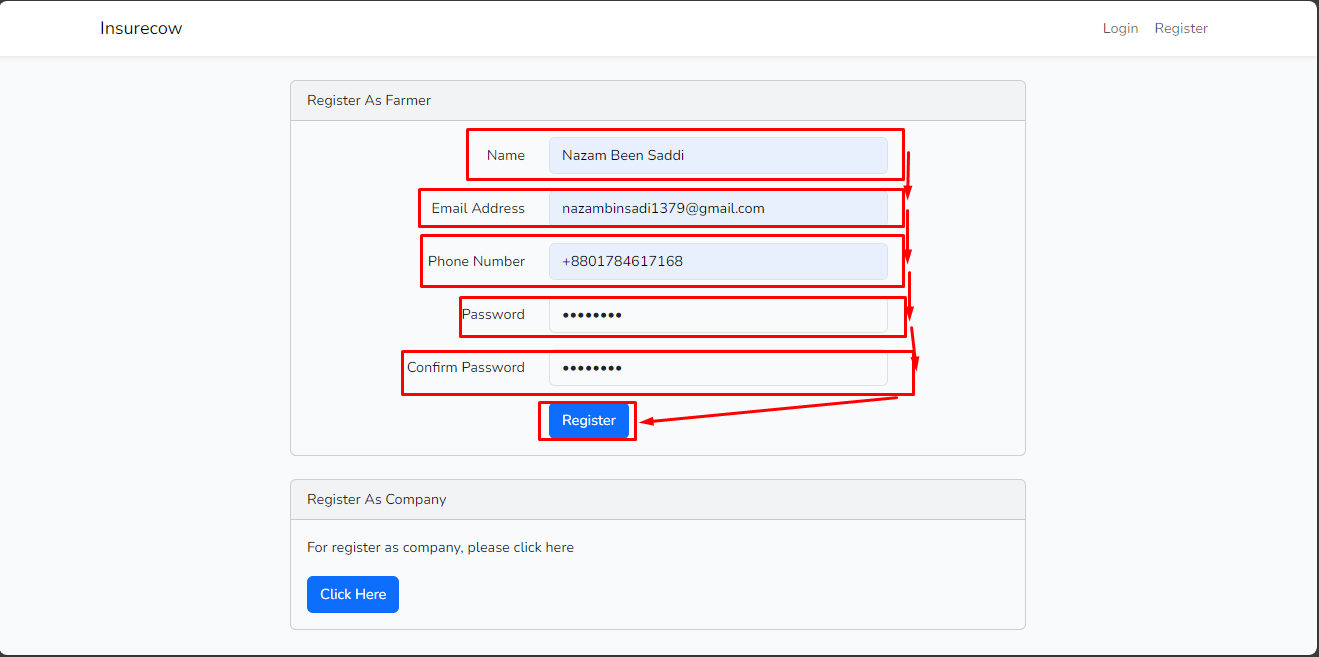 Insurecow Login Register
Register As Farmer
Name Nazam Been Saddi
Email Address nazambinsadi1379@gmail.com
Phone Number +8801784617168
Password ••••••••
Confirm Password ••••••••
Register
Register As Company
For register as company, please click here
Click Here